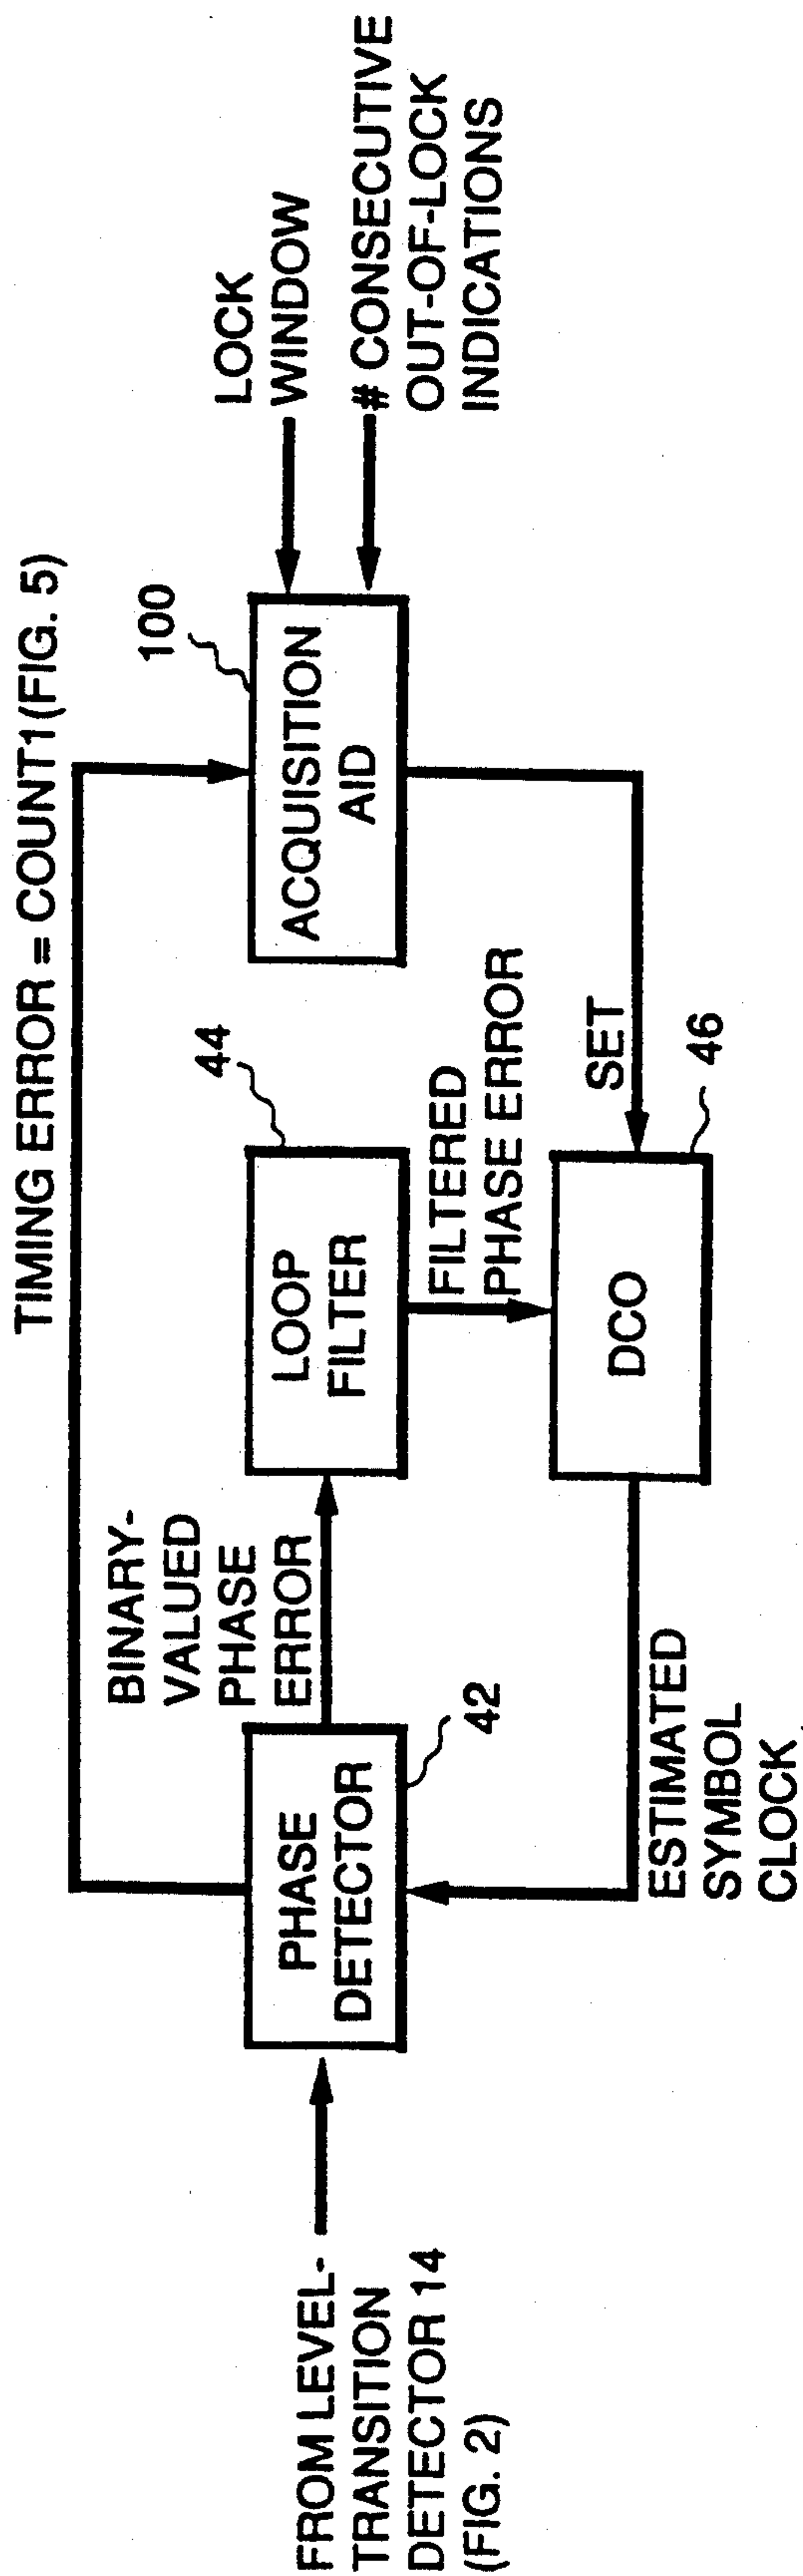 TIMING ERROR = COUNT1 (FIG. 5)
BINARY-
VALUED
PHASE
ERROR
44
100
LOCK
WINDOW
# CONSECUTIVE
OUT-OF-LOCK
INDICATIONS
FROM LEVEL-
TRANSITION
DETECTOR 14
(FIG. 2)
PHASE
DETECTOR
42
LOOP
FILTER
ACQUISITION
AID
FILTERED
PHASE ERROR
SET
46
DCO
ESTIMATED
SYMBOL
CLOCK